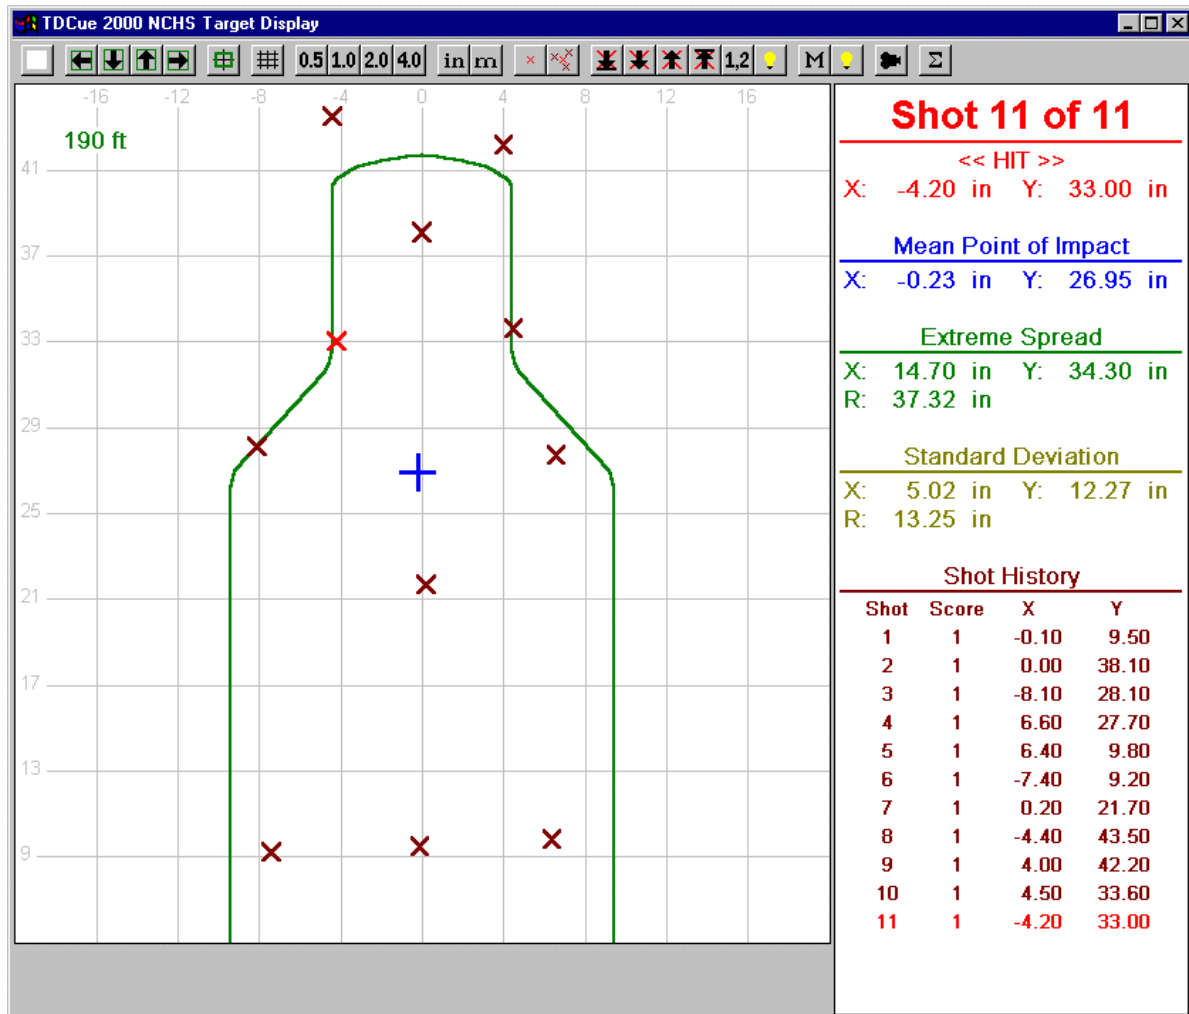 TDCue 2000 NCHS Target Display
0.5 1.0 2.0 4.0 in m 1,2 M Σ
-16 -12 -8 -4 0 4 8 12 16
190 ft
41
37
33
29
25
21
17
13
9
Shot 11 of 11
<< HIT >>
X: -4.20 in Y: 33.00 in
Mean Point of Impact
X: -0.23 in Y: 26.95 in
Extreme Spread
X: 14.70 in Y: 34.30 in
R: 37.32 in
Standard Deviation
X: 5.02 in Y: 12.27 in
R: 13.25 in
Shot History
Shot Score X Y
1 1 -0.10 9.50
2 1 0.00 38.10
3 1 -8.10 28.10
4 1 6.60 27.70
5 1 6.40 9.80
6 1 -7.40 9.20
7 1 0.20 21.70
8 1 -4.40 43.50
9 1 4.00 42.20
10 1 4.50 33.60
11 1 -4.20 33.00